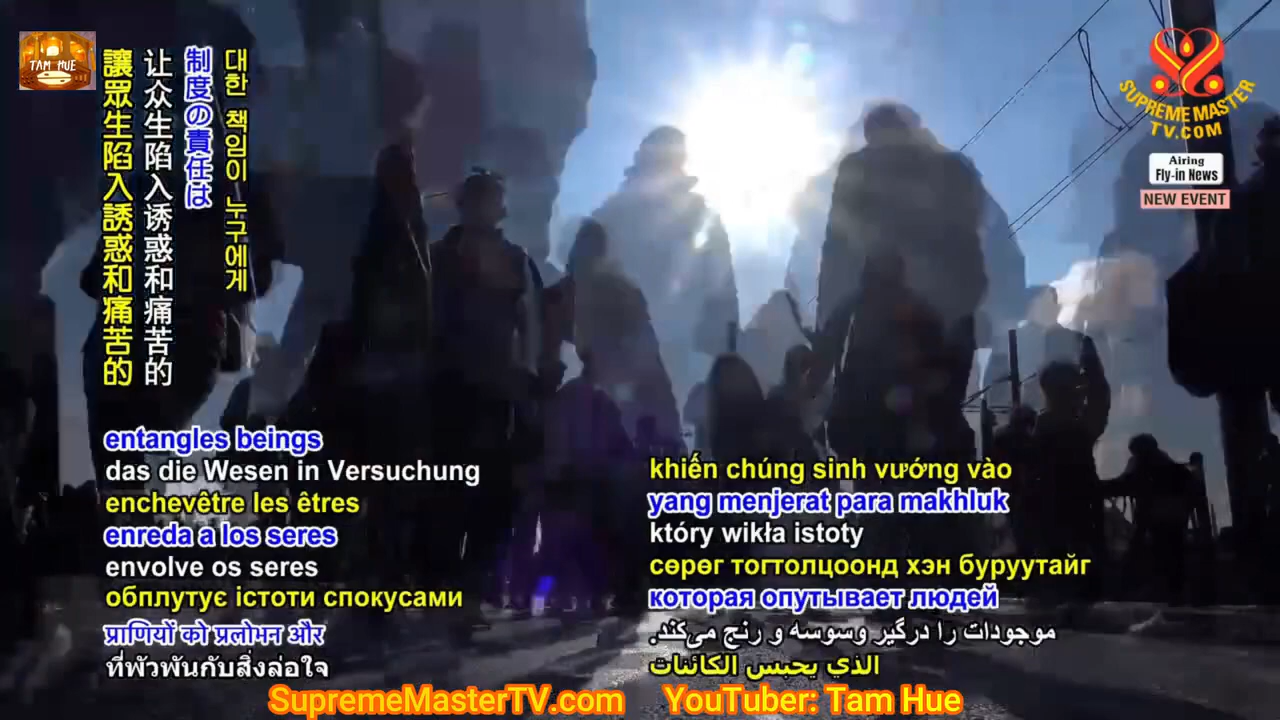 TAM HUE
대한 책임이 누구에게
制度の責任は
让众生陷入诱惑和痛苦的
讓眾生陷入誘惑和痛苦的
SUPREME MASTER
TV.COM
Airing
Fly-in News
NEW EVENT
entangles beings
das die Wesen in Versuchung
enchevêtre les êtres
enreda a los seres
envolve os seres
обплутує істоти спокусами
प्राणियों को प्रलोभन और
ที่พัวพันกับสิ่งล่อใจ
khiến chúng sinh vướng vào
yang menjerat para makhluk
który wikła istoty
сөрөг тогтолцоонд хэн буруутайг
которая опутывает людей
موجودات را درگیر وسوسه و رنج می‌کند.
الذي يحبس الكائنات
SupremeMasterTV.com YouTuber: Tam Hue